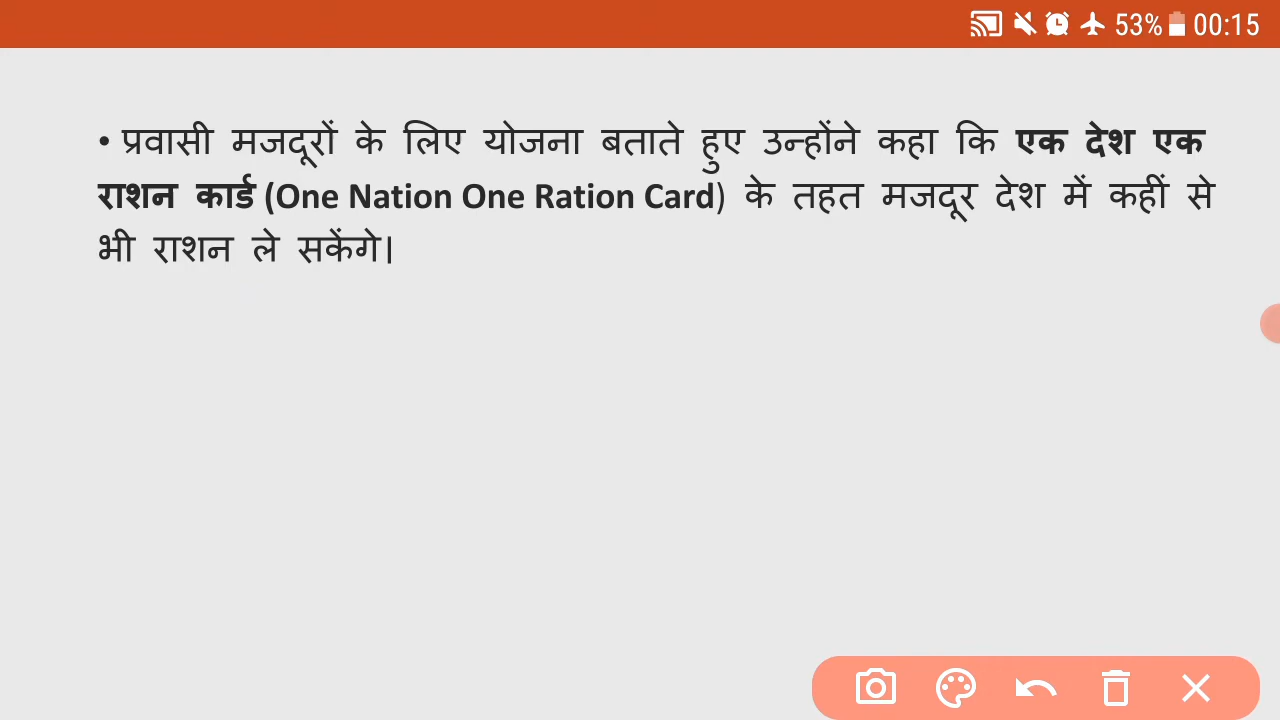 53% 00:15
• प्रवासी मजदूरों के लिए योजना बताते हुए उन्होंने कहा कि एक देश एक
राशन कार्ड (One Nation One Ration Card) के तहत मजदूर देश में कहीं से
भी राशन ले सकेंगे।